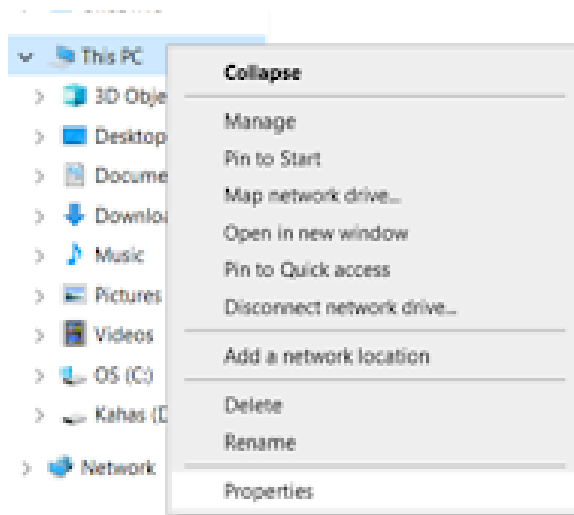 This PC
3D Obje
Desktop
Docume
Downloa
Music
Pictures
Videos
OS (C:)
Kahas (D
Network
Collapse
Manage
Pin to Start
Map network drive...
Open in new window
Pin to Quick access
Disconnect network drive...
Add a network location
Delete
Rename
Properties